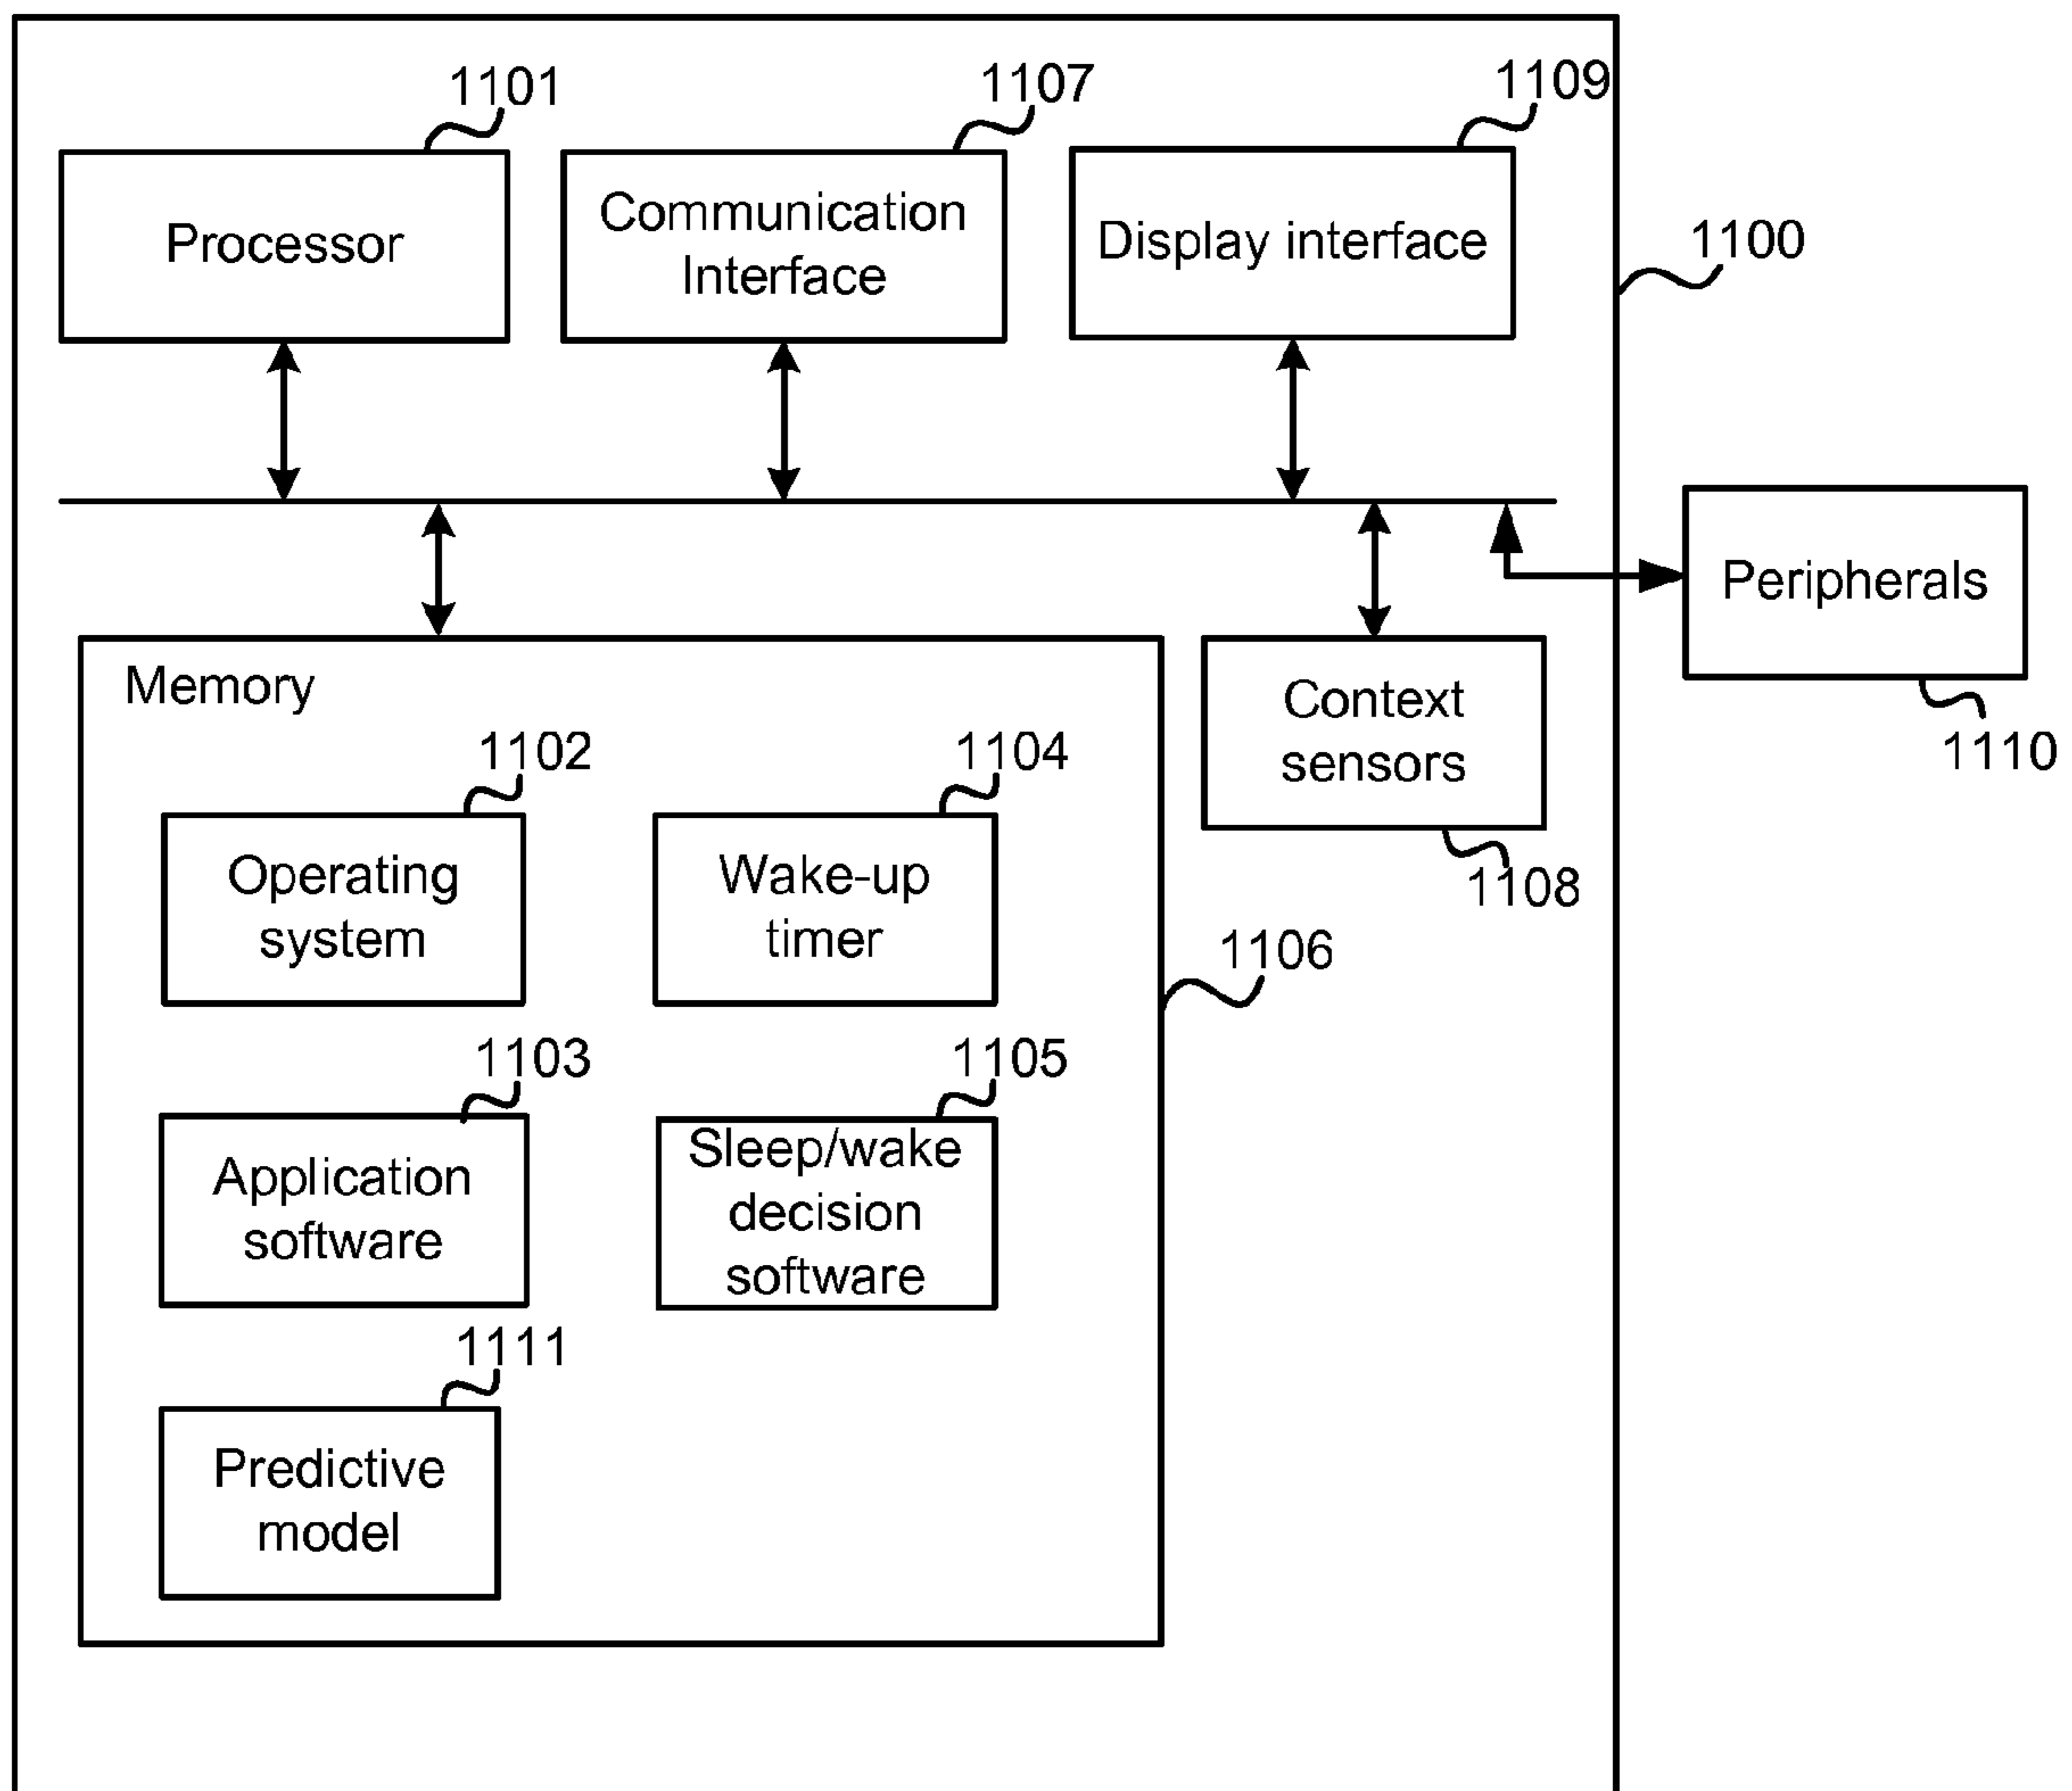 1101
1107
1109
Processor
Communication
Interface
Display interface
1100
Peripherals
1110
Memory
Context
sensors
1108
1102
1104
Operating
system
Wake-up
timer
1106
1103
1105
Application
software
Sleep/wake
decision
software
1111
Predictive
model